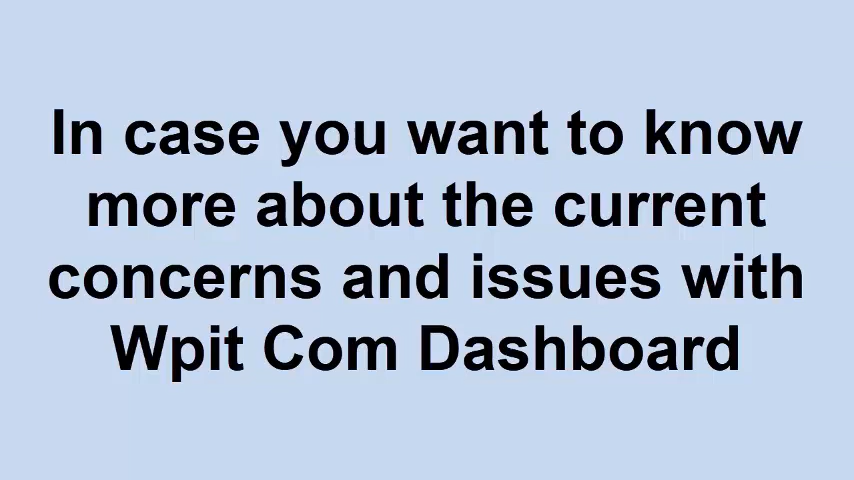 In case you want to know
more about the current
concerns and issues with
Wpit Com Dashboard